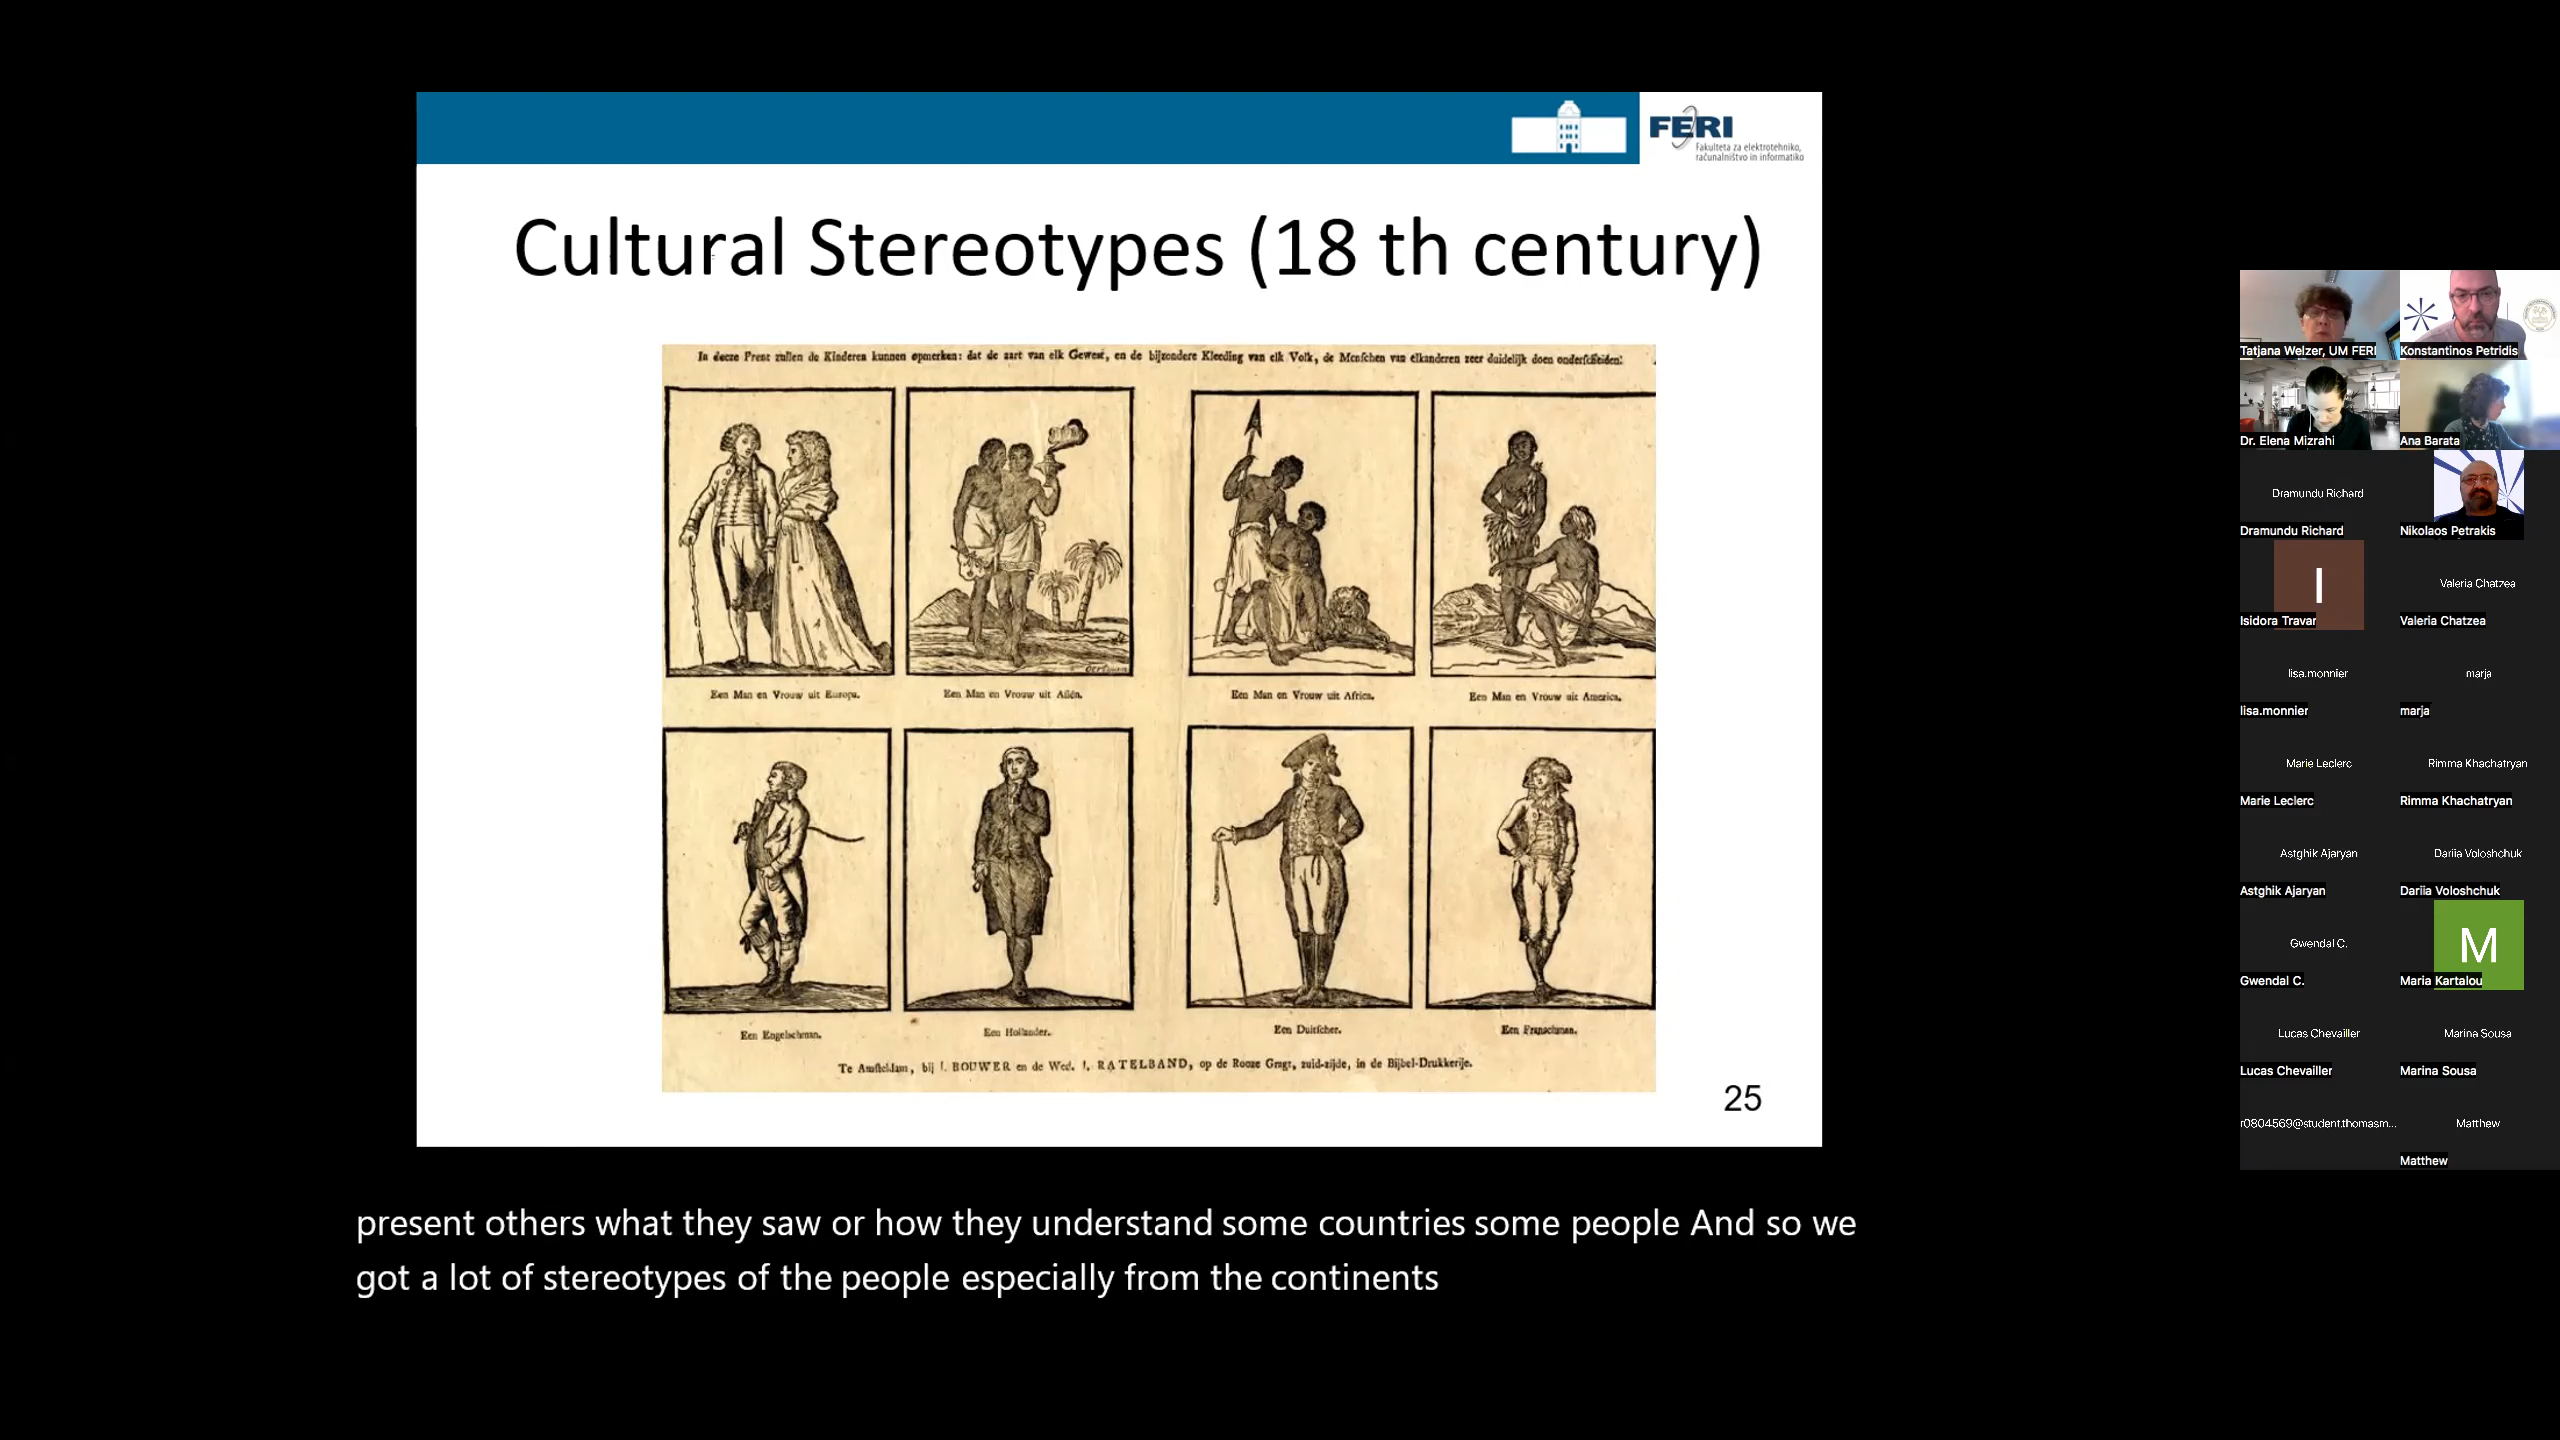 FERI
Fakulteta za elektrotehniko,
računalništvo in informatiko
Cultural Stereotypes (18 th century)
In deeze Prent zullen de Kinderen kunnen opmerken: dat de aart van elk Gewest, en de bijzondere Kleeding van elk Volk, de Menschen van elkanderen zeer duidelijk doen onderscheiden.
Een Man en Vrouw uit Europa.
Een Man en Vrouw uit Asiën.
Een Man en Vrouw uit Africa.
Een Man en Vrouw uit America.
Een Engelschman.
Een Hollander.
Een Duitscher.
Een Franschman.
Te Amsteldam, bij I. BOUWER en de Wed. I. RATELBAND, op de Rooze Gragt, zuid-zijde, in de Bijbel-Drukkerije.
25
present others what they saw or how they understand some countries some people And so we
got a lot of stereotypes of the people especially from the continents
Tatjana Welzer, UM FERI
Konstantinos Petridis
Dr. Elena Mizrahi
Ana Barata
Dramundu Richard
Dramundu Richard
Nikolaos Petrakis
I
Isidora Travar
Valeria Chatzea
Valeria Chatzea
lisa.monnier
lisa.monnier
marja
marja
Marie Leclerc
Marie Leclerc
Rimma Khachatryan
Rimma Khachatryan
Astghik Ajaryan
Astghik Ajaryan
Dariia Voloshchuk
Dariia Voloshchuk
Gwendal C.
Gwendal C.
M
Maria Kartalou
Lucas Chevailler
Lucas Chevailler
Marina Sousa
Marina Sousa
r0804569@student.thomasm...
Matthew
Matthew